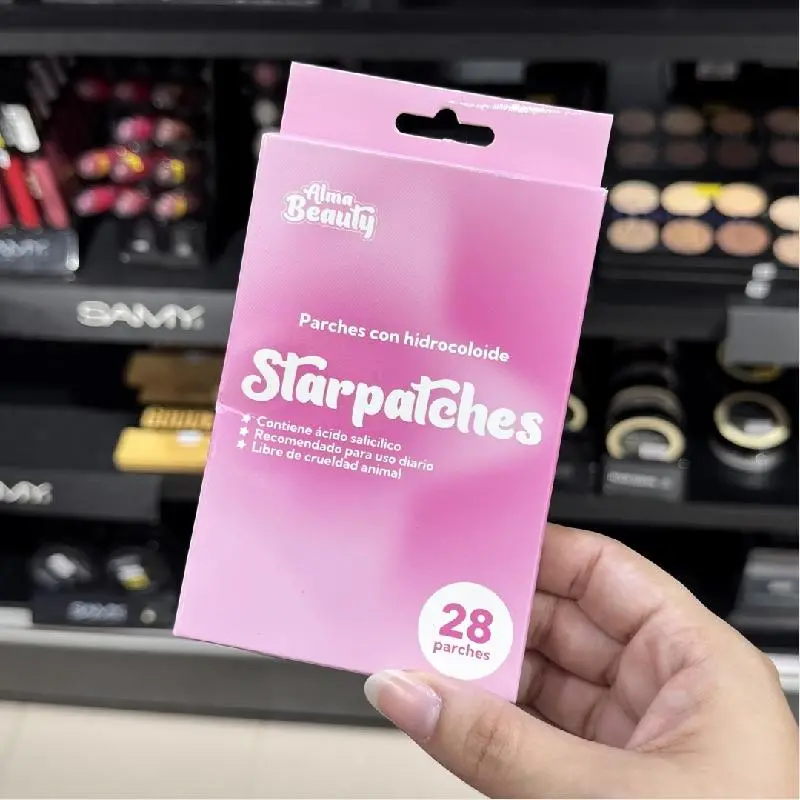 Alma
Beauty
Parches con hidrocoloide
Starpatches
Contiene ácido salicílico
Recomendado para uso diario
Libre de crueldad animal
28
parches
SAMY